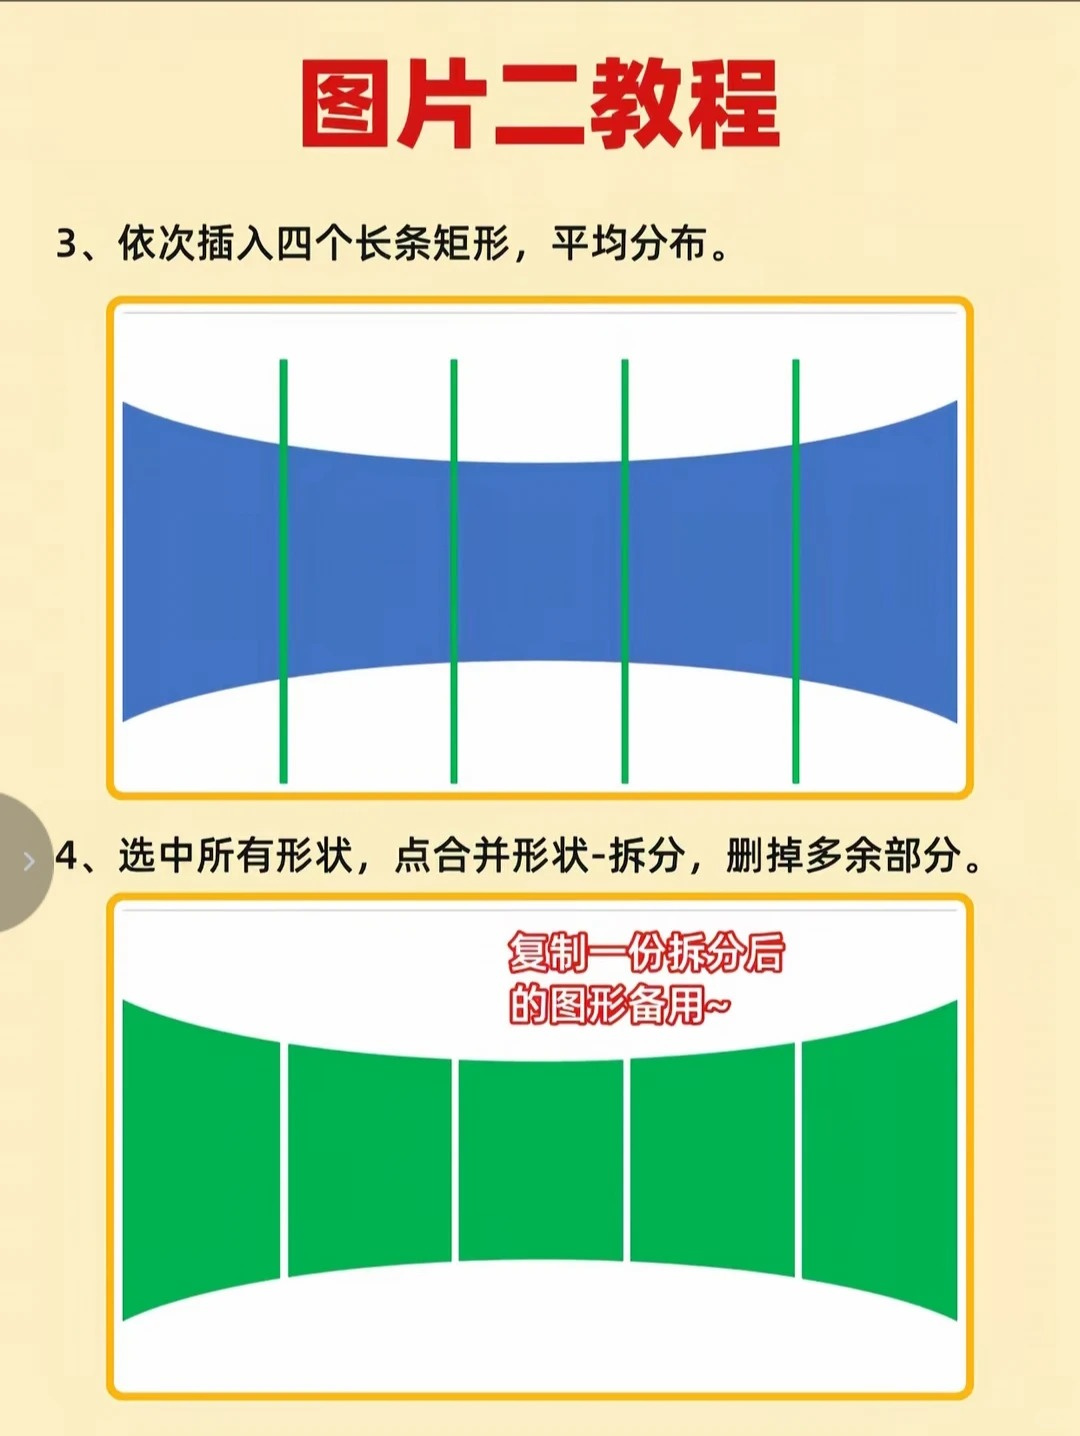 图片二教程
3、依次插入四个长条矩形，平均分布。
4、选中所有形状，点合并形状-拆分，删掉多余部分。
复制一份拆分后
的图形备用~